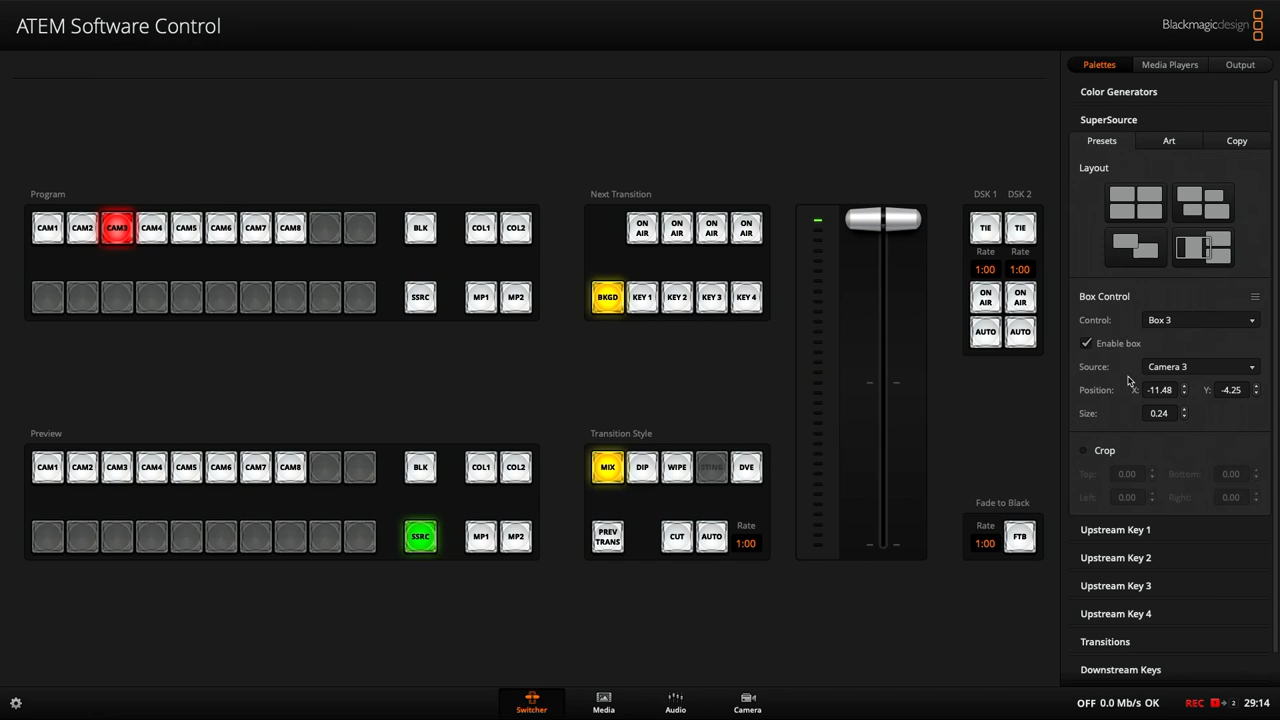 ATEM Software Control
Blackmagicdesign
Palettes Media Players Output
Color Generators
SuperSource
Presets Art Copy
Layout
Program
CAM1 CAM2 CAM3 CAM4 CAM5 CAM6 CAM7 CAM8 BLK COL1 COL2
SSRC MP1 MP2
Next Transition
ON AIR ON AIR ON AIR ON AIR
BKGD KEY 1 KEY 2 KEY 3 KEY 4
DSK 1 DSK 2
TIE TIE
Rate Rate
1:00 1:00
ON AIR ON AIR
AUTO AUTO
Box Control
Control: Box 3
Enable box
Source: Camera 3
Position: X: -11.48 Y: -4.25
Size: 0.24
Crop
Top: 0.00 Bottom: 0.00
Left: 0.00 Right: 0.00
Preview
CAM1 CAM2 CAM3 CAM4 CAM5 CAM6 CAM7 CAM8 BLK COL1 COL2
SSRC MP1 MP2
Transition Style
MIX DIP WIPE STING DVE
PREV TRANS CUT AUTO Rate 1:00
Fade to Black
Rate
1:00 FTB
Upstream Key 1
Upstream Key 2
Upstream Key 3
Upstream Key 4
Transitions
Downstream Keys
Switcher Media Audio Camera
OFF 0.0 Mb/s OK REC 1 2 29:14